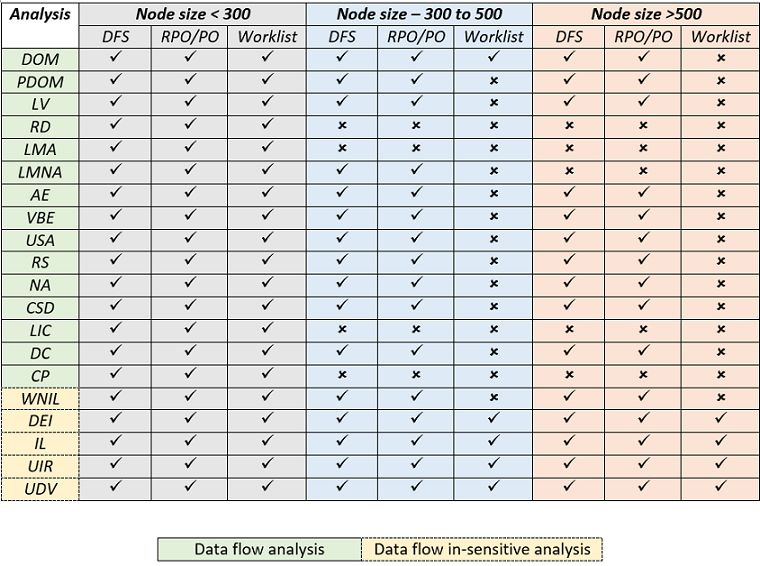 Analysis Node size < 300 Node size – 300 to 500 Node size >500
DFS RPO/PO Worklist DFS RPO/PO Worklist DFS RPO/PO Worklist
DOM ✓ ✓ ✓ ✓ ✓ ✓ ✓ ✓ ×
PDOM ✓ ✓ ✓ ✓ ✓ × ✓ ✓ ×
LV ✓ ✓ ✓ ✓ ✓ × ✓ ✓ ×
RD ✓ ✓ ✓ × × × × × ×
LMA ✓ ✓ ✓ × × × × × ×
LMNA ✓ ✓ ✓ ✓ ✓ × × × ×
AE ✓ ✓ ✓ ✓ ✓ × ✓ ✓ ×
VBE ✓ ✓ ✓ ✓ ✓ × ✓ ✓ ×
USA ✓ ✓ ✓ ✓ ✓ × ✓ ✓ ×
RS ✓ ✓ ✓ ✓ ✓ × ✓ ✓ ×
NA ✓ ✓ ✓ ✓ ✓ × ✓ ✓ ×
CSD ✓ ✓ ✓ ✓ ✓ × ✓ ✓ ×
LIC ✓ ✓ ✓ × × × × × ×
DC ✓ ✓ ✓ ✓ ✓ × ✓ ✓ ×
CP ✓ ✓ ✓ × × × × × ×
WNIL ✓ ✓ ✓ ✓ ✓ × ✓ ✓ ×
DEI ✓ ✓ ✓ ✓ ✓ ✓ ✓ ✓ ✓
IL ✓ ✓ ✓ ✓ ✓ ✓ ✓ ✓ ✓
UIR ✓ ✓ ✓ ✓ ✓ ✓ ✓ ✓ ✓
UDV ✓ ✓ ✓ ✓ ✓ ✓ ✓ ✓ ✓
Data flow analysis Data flow in-sensitive analysis